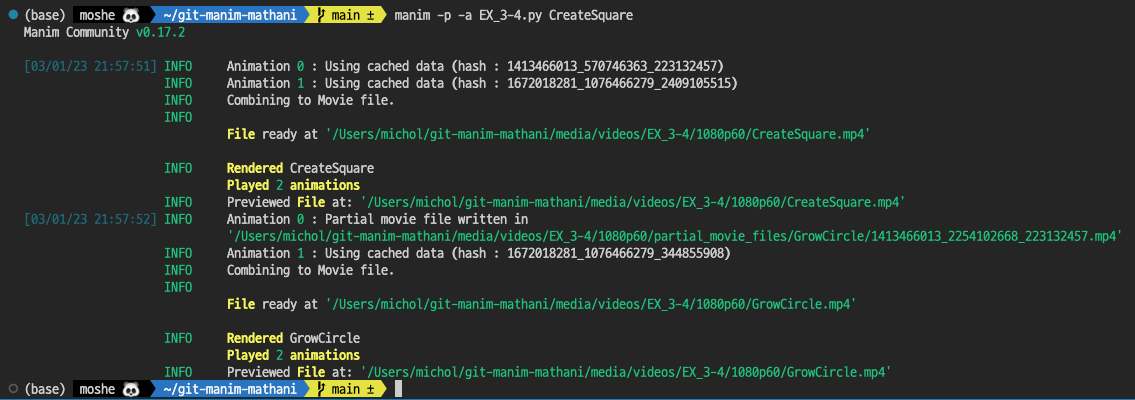 (base) moshe 🐼 ~/git-manim-mathani main ± manim -p -a EX_3-4.py CreateSquare
Manim Community v0.17.2
[03/01/23 21:57:51] INFO Animation 0 : Using cached data (hash : 1413466013_570746363_223132457)
INFO Animation 1 : Using cached data (hash : 1672018281_1076466279_2409105515)
INFO Combining to Movie file.
INFO
File ready at '/Users/michol/git-manim-mathani/media/videos/EX_3-4/1080p60/CreateSquare.mp4'
INFO Rendered CreateSquare
Played 2 animations
INFO Previewed File at: '/Users/michol/git-manim-mathani/media/videos/EX_3-4/1080p60/CreateSquare.mp4'
[03/01/23 21:57:52] INFO Animation 0 : Partial movie file written in
'/Users/michol/git-manim-mathani/media/videos/EX_3-4/1080p60/partial_movie_files/GrowCircle/1413466013_2254102668_223132457.mp4'
INFO Animation 1 : Using cached data (hash : 1672018281_1076466279_344855908)
INFO Combining to Movie file.
INFO
File ready at '/Users/michol/git-manim-mathani/media/videos/EX_3-4/1080p60/GrowCircle.mp4'
INFO Rendered GrowCircle
Played 2 animations
INFO Previewed File at: '/Users/michol/git-manim-mathani/media/videos/EX_3-4/1080p60/GrowCircle.mp4'
(base) moshe 🐼 ~/git-manim-mathani main ±